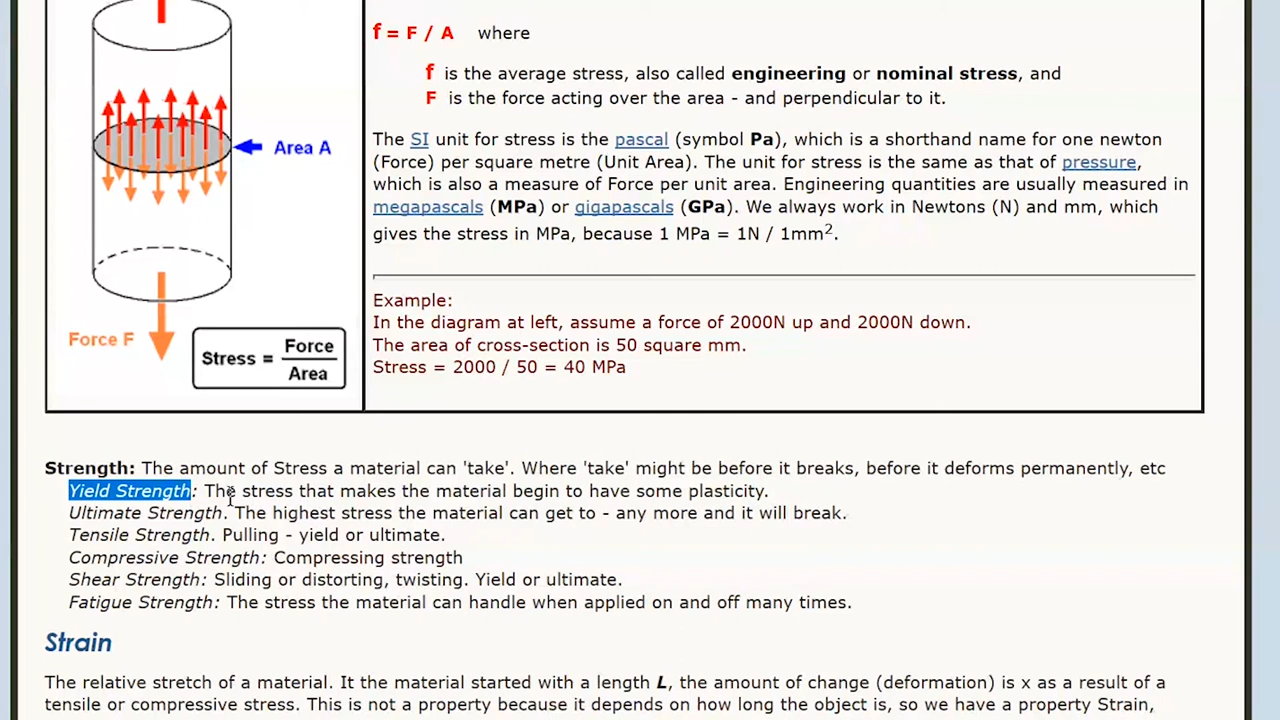 Area A
Force F
Stress = Force / Area
f = F / A where
f is the average stress, also called engineering or nominal stress, and
F is the force acting over the area - and perpendicular to it.
The SI unit for stress is the pascal (symbol Pa), which is a shorthand name for one newton
(Force) per square metre (Unit Area). The unit for stress is the same as that of pressure,
which is also a measure of Force per unit area. Engineering quantities are usually measured in
megapascals (MPa) or gigapascals (GPa). We always work in Newtons (N) and mm, which
gives the stress in MPa, because 1 MPa = 1N / 1mm².
Example:
In the diagram at left, assume a force of 2000N up and 2000N down.
The area of cross-section is 50 square mm.
Stress = 2000 / 50 = 40 MPa
Strength: The amount of Stress a material can 'take'. Where 'take' might be before it breaks, before it deforms permanently, etc
Yield Strength: The stress that makes the material begin to have some plasticity.
Ultimate Strength. The highest stress the material can get to - any more and it will break.
Tensile Strength. Pulling - yield or ultimate.
Compressive Strength: Compressing strength
Shear Strength: Sliding or distorting, twisting. Yield or ultimate.
Fatigue Strength: The stress the material can handle when applied on and off many times.
Strain
The relative stretch of a material. It the material started with a length L, the amount of change (deformation) is x as a result of a
tensile or compressive stress. This is not a property because it depends on how long the object is, so we have a property Strain,